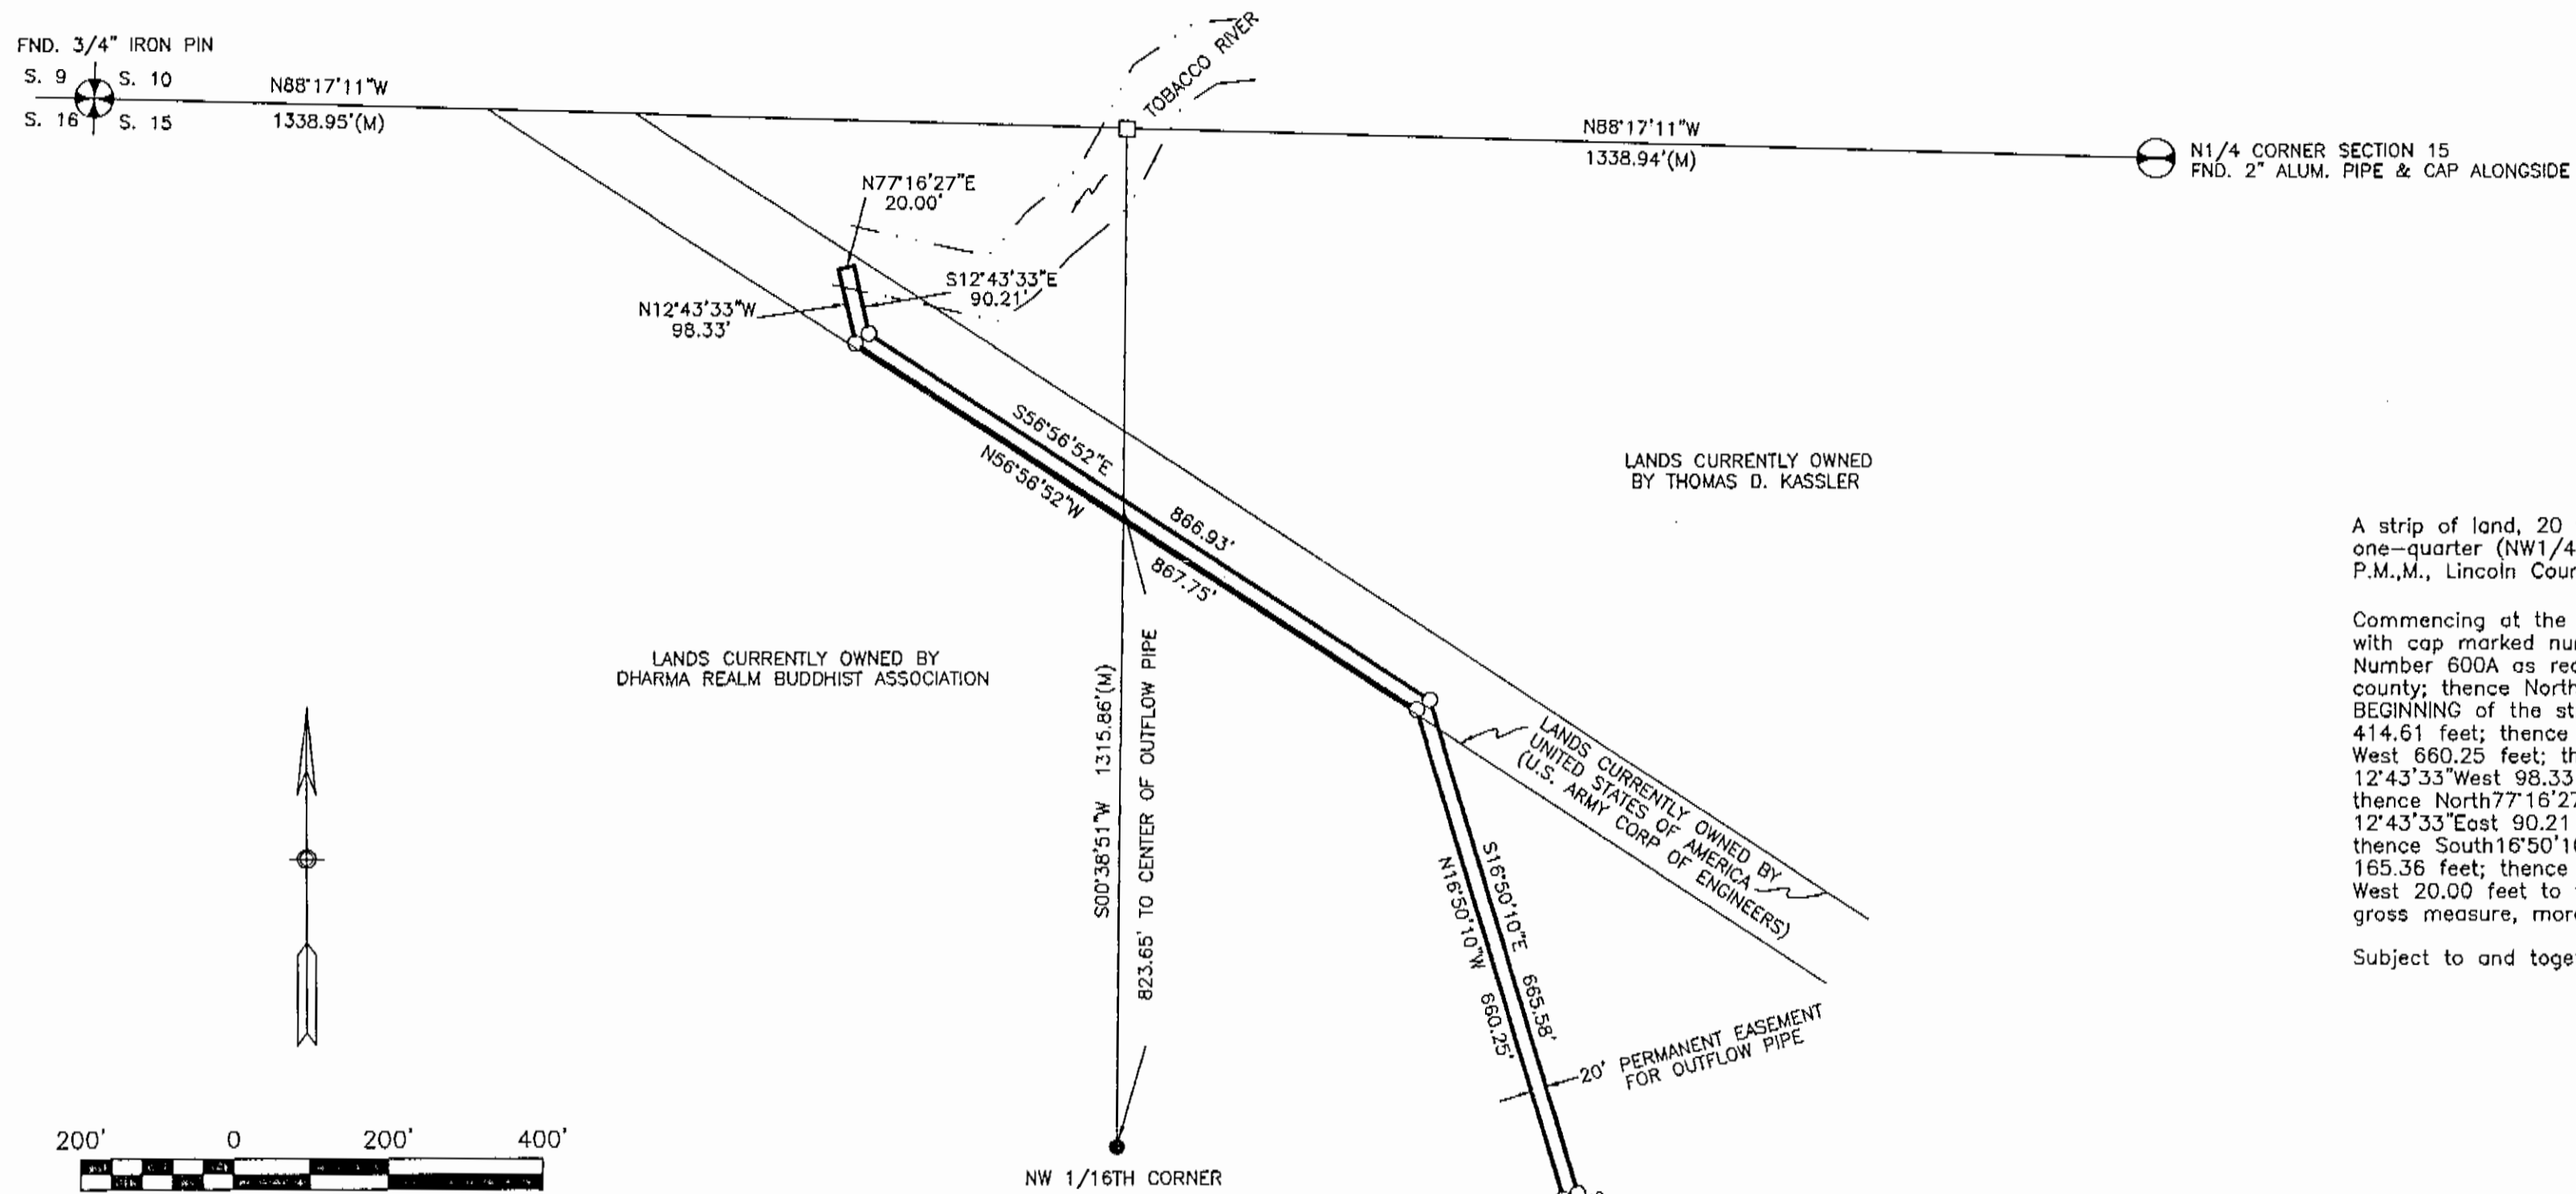 FND. 3/4" IRON PIN
S. 9
S. 10
S. 16
S. 15
N88°17'11"W
1338.95'(M)
TOBACCO RIVER
N88°17'11"W
1338.94'(M)
N1/4 CORNER SECTION 15
FND. 2" ALUM. PIPE & CAP ALONGSIDE
N77°16'27"E
20.00'
S12°43'33"E
90.21'
N12°43'33"W
98.33'
S56°56'52"E
866.93'
N56°56'52"W
867.75'
LANDS CURRENTLY OWNED
BY THOMAS D. KASSLER
LANDS CURRENTLY OWNED BY
DHARMA REALM BUDDHIST ASSOCIATION
S00°38'51"W 1315.86'(M)
823.65' TO CENTER OF OUTFLOW PIPE
LANDS CURRENTLY OWNED BY
UNITED STATES OF AMERICA
(U.S. ARMY CORP OF ENGINEERS)
S16°50'10"E 665.58'
N16°50'10"W 660.25'
20' PERMANENT EASEMENT
FOR OUTFLOW PIPE
NW 1/16TH CORNER
200' 0 200' 400'
A strip of land, 20
one-quarter (NW1/4
P.M.,M., Lincoln Cour
Commencing at the
with cap marked nu
Number 600A as rec
county; thence North
BEGINNING of the st
414.61 feet; thence
West 660.25 feet; th
12°43'33"West 98.33
thence North77°16'27
12°43'33"East 90.21
thence South16°50'10
165.36 feet; thence
West 20.00 feet to
gross measure, more
Subject to and toge